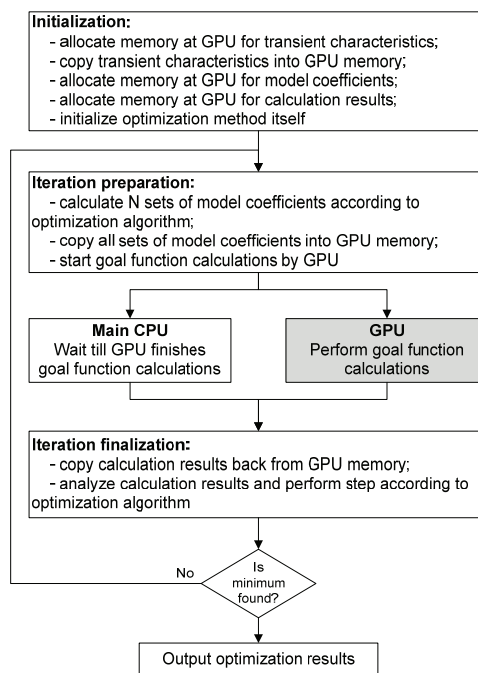 Initialization:
- allocate memory at GPU for transient characteristics;
- copy transient characteristics into GPU memory;
- allocate memory at GPU for model coefficients;
- allocate memory at GPU for calculation results;
- initialize optimization method itself
Iteration preparation:
- calculate N sets of model coefficients according to
optimization algorithm;
- copy all sets of model coefficients into GPU memory;
- start goal function calculations by GPU
Main CPU
Wait till GPU finishes
goal function calculations
GPU
Perform goal function
calculations
Iteration finalization:
- copy calculation results back from GPU memory;
- analyze calculation results and perform step according to
optimization algorithm
No
Is
minimum
found?
Output optimization results